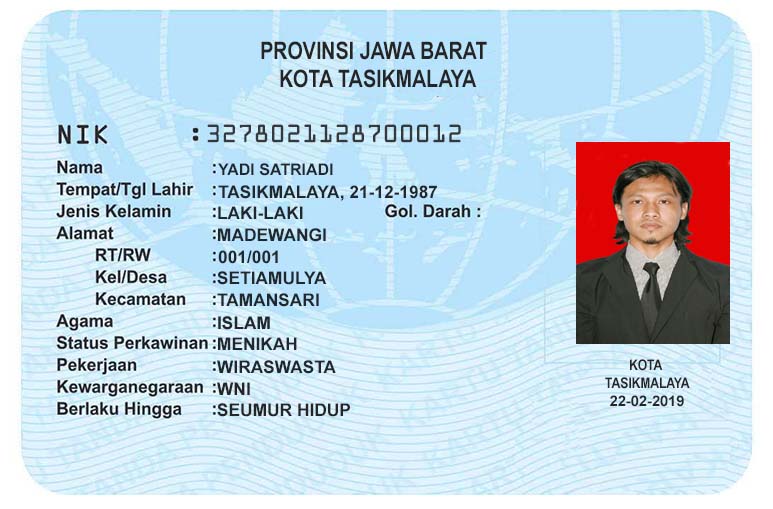 PROVINSI JAWA BARAT
KOTA TASIKMALAYA
NIK : 3278021128700012
Nama : YADI SATRIADI
Tempat/Tgl Lahir : TASIKMALAYA, 21-12-1987
Jenis Kelamin : LAKI-LAKI Gol. Darah :
Alamat : MADEWANGI
RT/RW : 001/001
Kel/Desa : SETIAMULYA
Kecamatan : TAMANSARI
Agama : ISLAM
Status Perkawinan : MENIKAH
Pekerjaan : WIRASWASTA
Kewarganegaraan : WNI
Berlaku Hingga : SEUMUR HIDUP
KOTA
TASIKMALAYA
22-02-2019